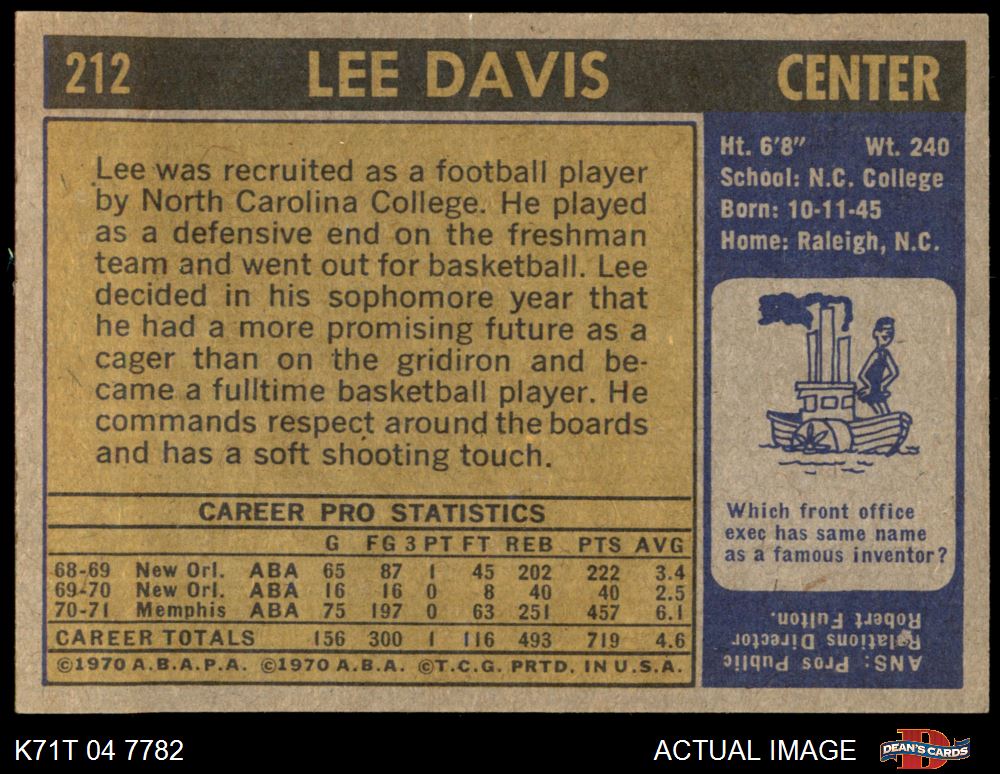 212 LEE DAVIS CENTER
Lee was recruited as a football player
by North Carolina College. He played
as a defensive end on the freshman
team and went out for basketball. Lee
decided in his sophomore year that
he had a more promising future as a
cager than on the gridiron and be-
came a fulltime basketball player. He
commands respect around the boards
and has a soft shooting touch.
CAREER PRO STATISTICS
G FG 3 PT FT REB PTS AVG
68-69 New Orl. ABA 65 87 1 45 202 222 3.4
69-70 New Orl. ABA 16 16 0 8 40 40 2.5
70-71 Memphis ABA 75 197 0 63 251 457 6.1
CAREER TOTALS 156 300 1 116 493 719 4.6
©1970 A.B.A.P.A. ©1970 A.B.A. ©T.C.G. PRTD. IN U.S.A.
Ht. 6'8" Wt. 240
School: N.C. College
Born: 10-11-45
Home: Raleigh, N.C.
Which front office
exec has same name
as a famous inventor?
ANS: Pros Public
Relations Director
Robert Fulton.
K71T 04 7782 ACTUAL IMAGE DEAN'S CARDS